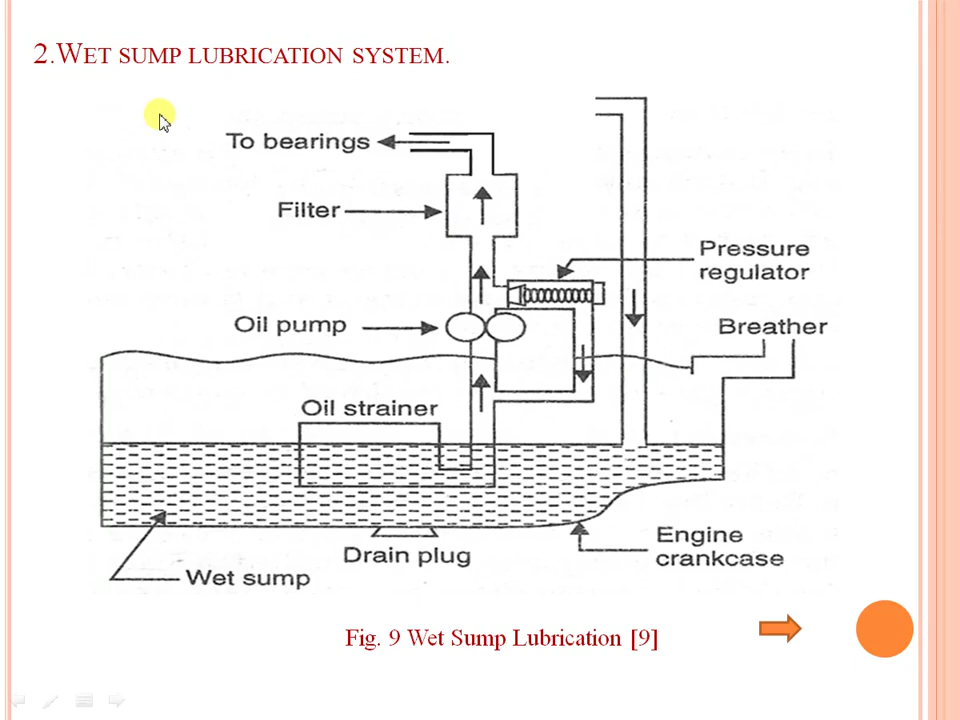 2.WET SUMP LUBRICATION SYSTEM.
To bearings
Filter
Pressure
regulator
Oil pump
Breather
Oil strainer
Engine
crankcase
Drain plug
Wet sump
Fig. 9 Wet Sump Lubrication [9]